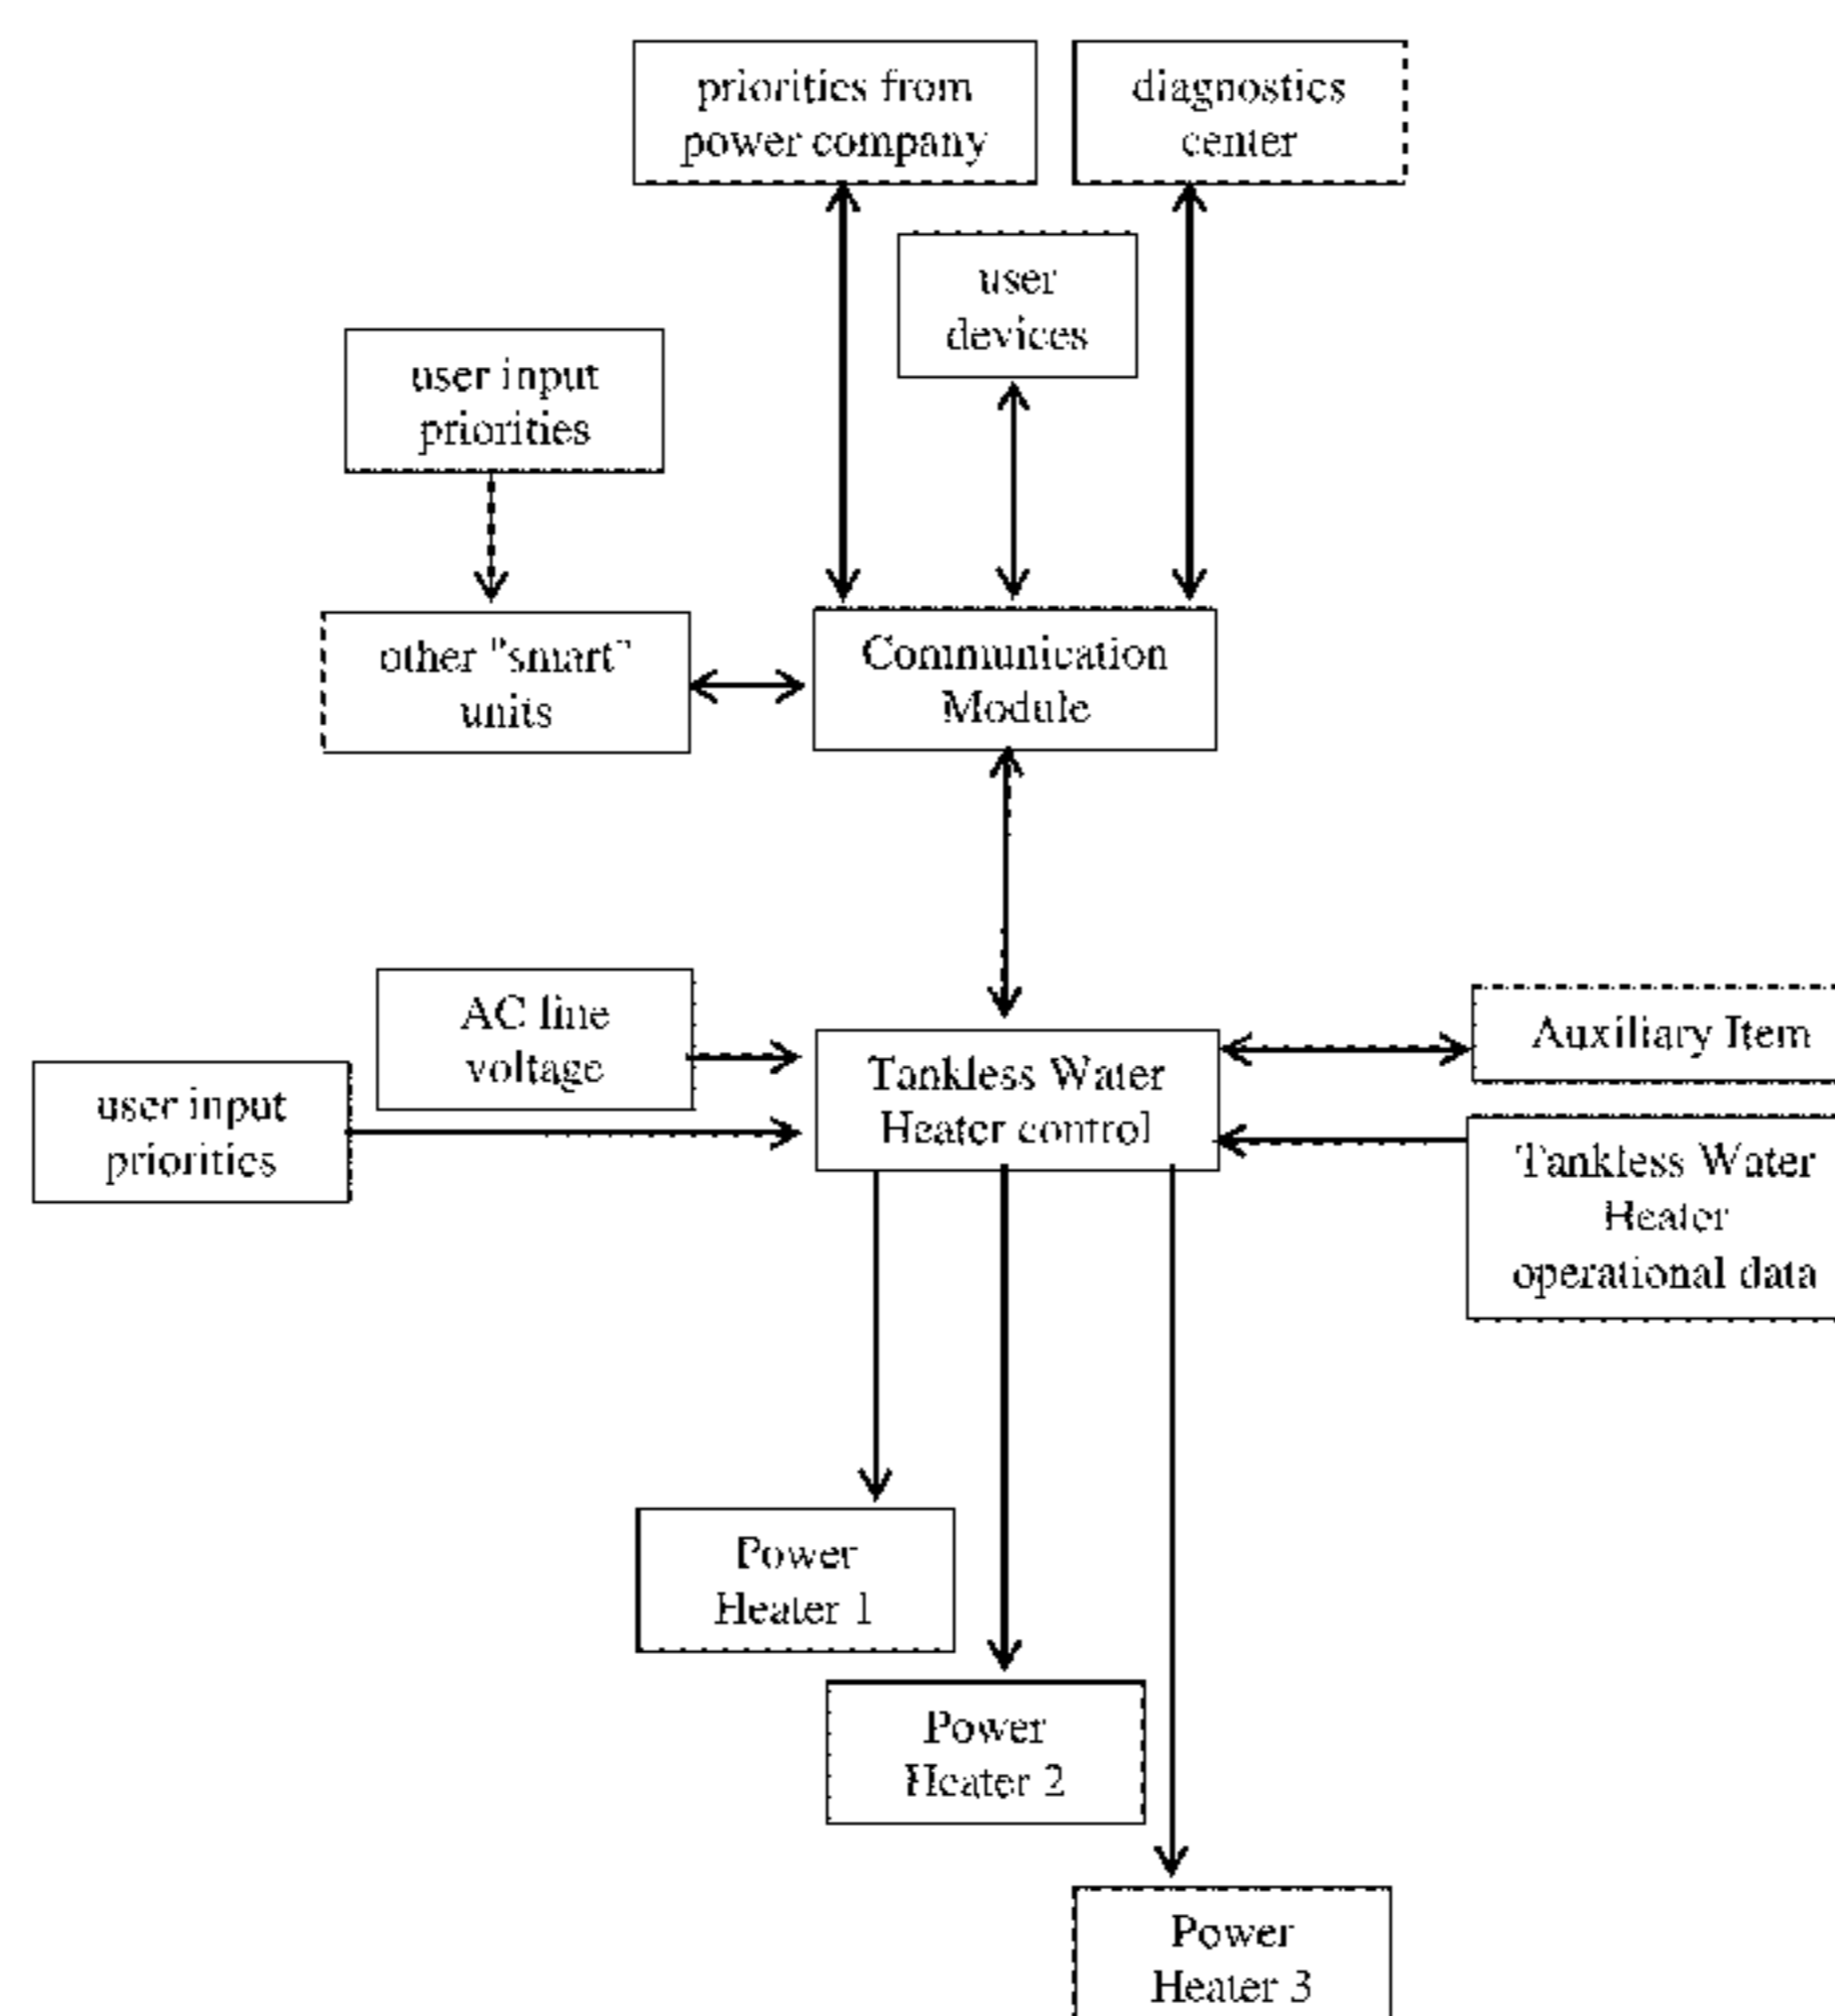 priorities from
power company
diagnostics
center
user
devices
user input
priorities
other "smart"
units
Communication
Module
AC line
voltage
user input
priorities
Tankless Water
Heater control
Auxiliary Item
Tankless Water
Heater
operational data
Power
Heater 1
Power
Heater 2
Power
Heater 3